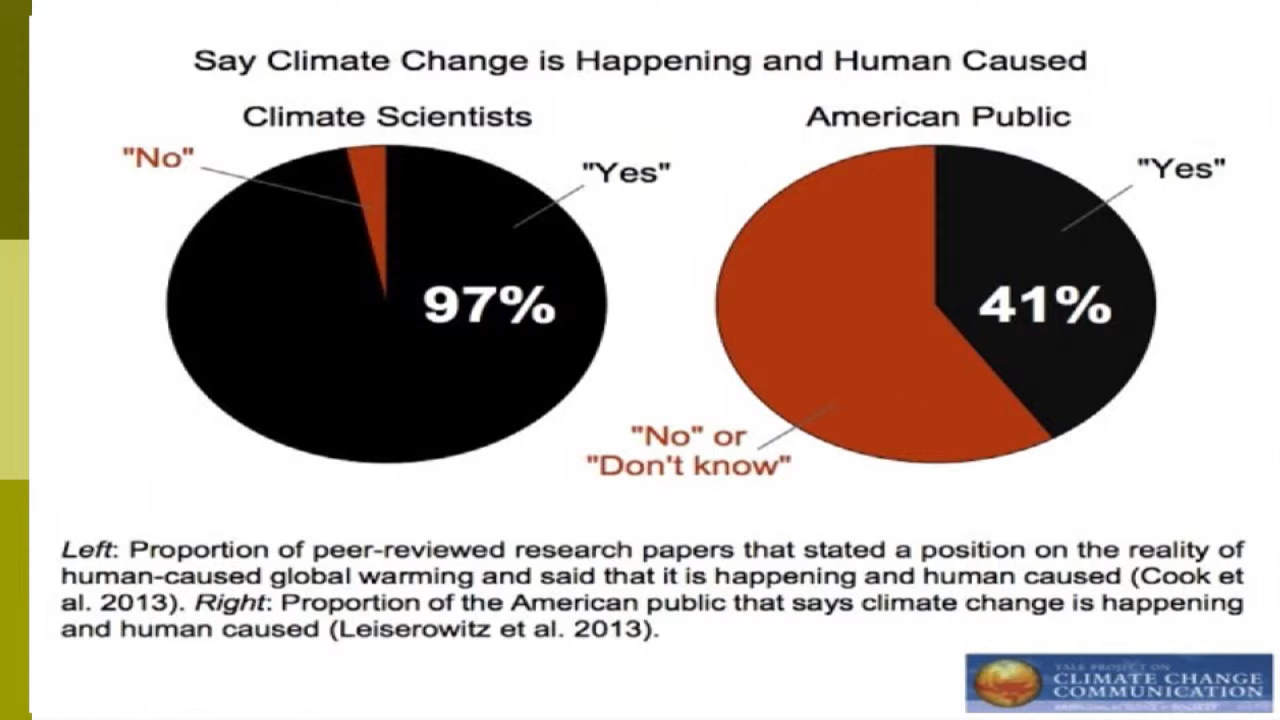 Say Climate Change is Happening and Human Caused
Climate Scientists
American Public
"No"
"Yes"
"Yes"
97%
41%
"No" or
"Don't know"
Left: Proportion of peer-reviewed research papers that stated a position on the reality of
human-caused global warming and said that it is happening and human caused (Cook et
al. 2013). Right: Proportion of the American public that says climate change is happening
and human caused (Leiserowitz et al. 2013).
YALE PROJECT ON
CLIMATE CHANGE
COMMUNICATION